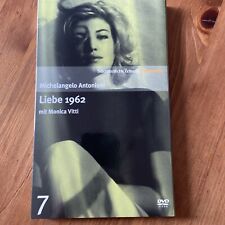 Michelangelo Antonioni
Liebe 1962
mit Monica Vitti
7
DVD